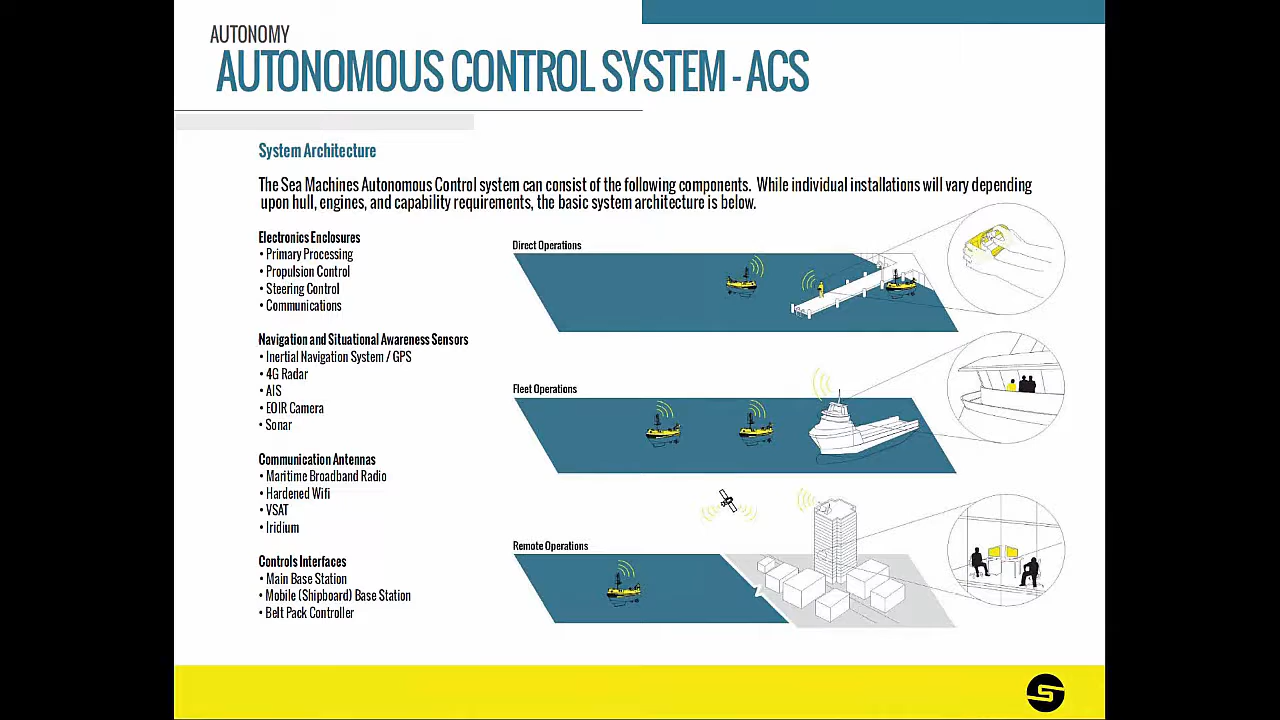 AUTONOMY
AUTONOMOUS CONTROL SYSTEM - ACS
System Architecture
The Sea Machines Autonomous Control system can consist of the following components. While individual installations will vary depending
upon hull, engines, and capability requirements, the basic system architecture is below.
Electronics Enclosures
• Primary Processing
• Propulsion Control
• Steering Control
• Communications
Navigation and Situational Awareness Sensors
• Inertial Navigation System / GPS
• 4G Radar
• AIS
• EOIR Camera
• Sonar
Communication Antennas
• Maritime Broadband Radio
• Hardened Wifi
• VSAT
• Iridium
Controls Interfaces
• Main Base Station
• Mobile (Shipboard) Base Station
• Belt Pack Controller
Direct Operations
Fleet Operations
Remote Operations